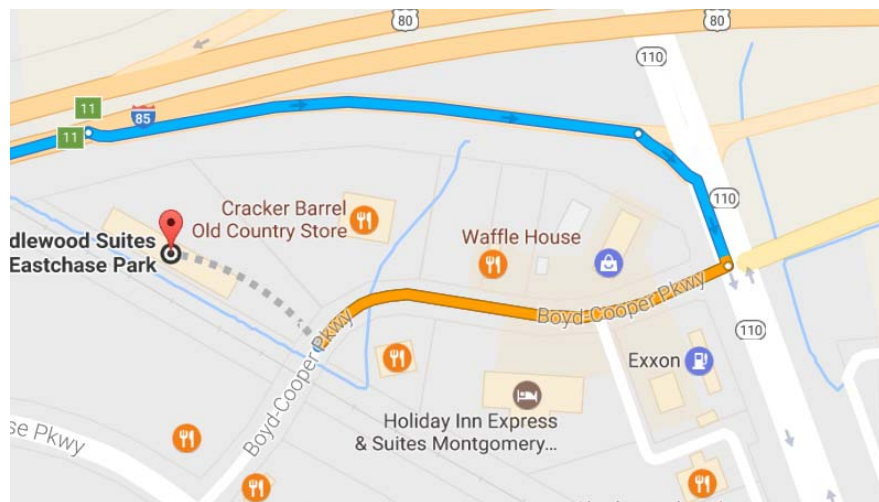 80
80
110
11
11
85
Cracker Barrel
Old Country Store
Waffle House
110
dlewood Suites
Eastchase Park
Boyd-Cooper Pkwy
110
Boyd-Cooper Pkwy
Exxon
Holiday Inn Express
& Suites Montgomery...
se Pkwy